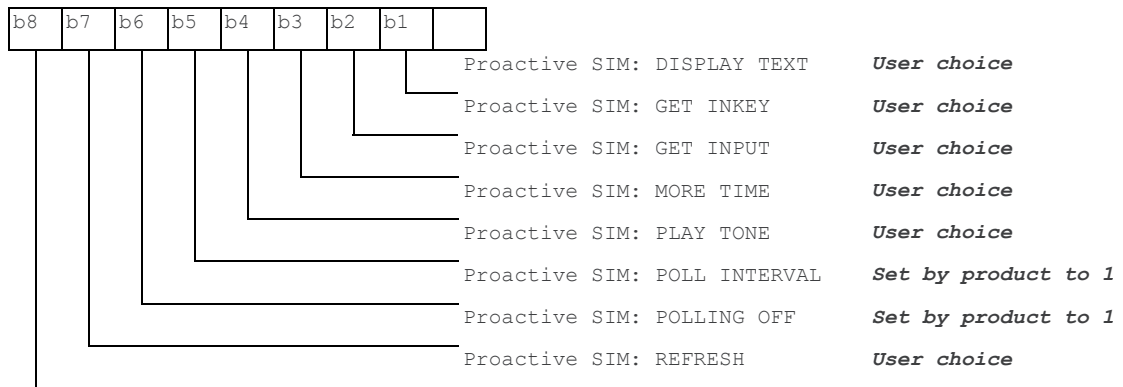 b8 b7 b6 b5 b4 b3 b2 b1
Proactive SIM: DISPLAY TEXT User choice
Proactive SIM: GET INKEY User choice
Proactive SIM: GET INPUT User choice
Proactive SIM: MORE TIME User choice
Proactive SIM: PLAY TONE User choice
Proactive SIM: POLL INTERVAL Set by product to 1
Proactive SIM: POLLING OFF Set by product to 1
Proactive SIM: REFRESH User choice